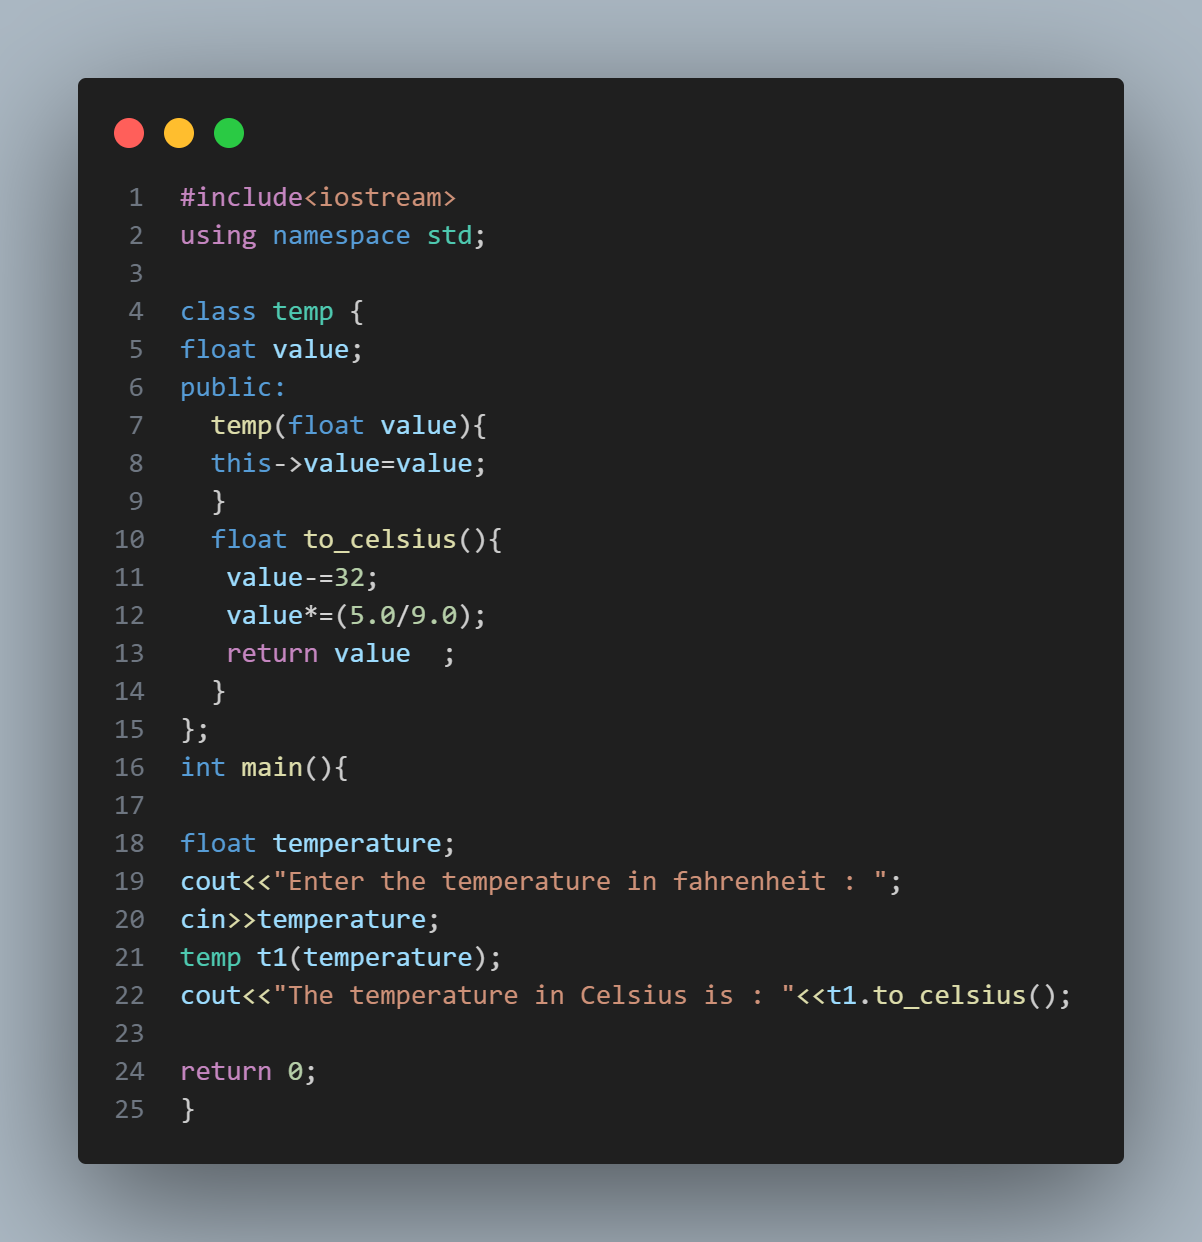 1 #include<iostream>
2 using namespace std;
3
4 class temp {
5 float value;
6 public:
7   temp(float value){
8   this->value=value;
9   }
10   float to_celsius(){
11    value-=32;
12    value*=(5.0/9.0);
13    return value  ;
14   }
15 };
16 int main(){
17
18 float temperature;
19 cout<<"Enter the temperature in fahrenheit : ";
20 cin>>temperature;
21 temp t1(temperature);
22 cout<<"The temperature in Celsius is : "<<t1.to_celsius();
23
24 return 0;
25 }